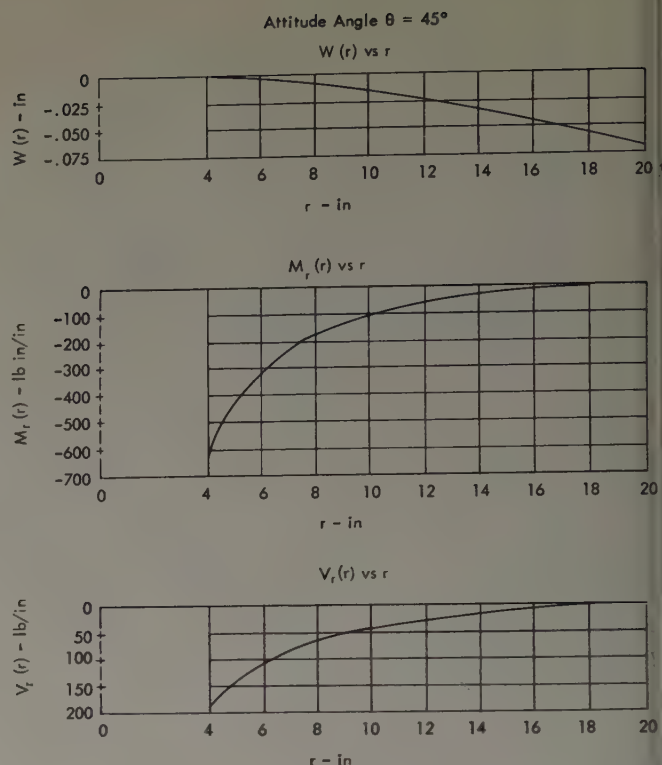 Attitude Angle θ = 45°
W (r) vs r
W (r) - in
0
-.025
-.050
-.075
0 4 6 8 10 12 14 16 18 20
r - in
M_r (r) vs r
M_r (r) - lb in/in
0
-100
-200
-300
-400
-500
-600
-700
0 4 6 8 10 12 14 16 18 20
r - in
V_r (r) vs r
V_r (r) - lb/in
0
50
100
150
200
0 4 6 8 10 12 14 16 18 20
r - in